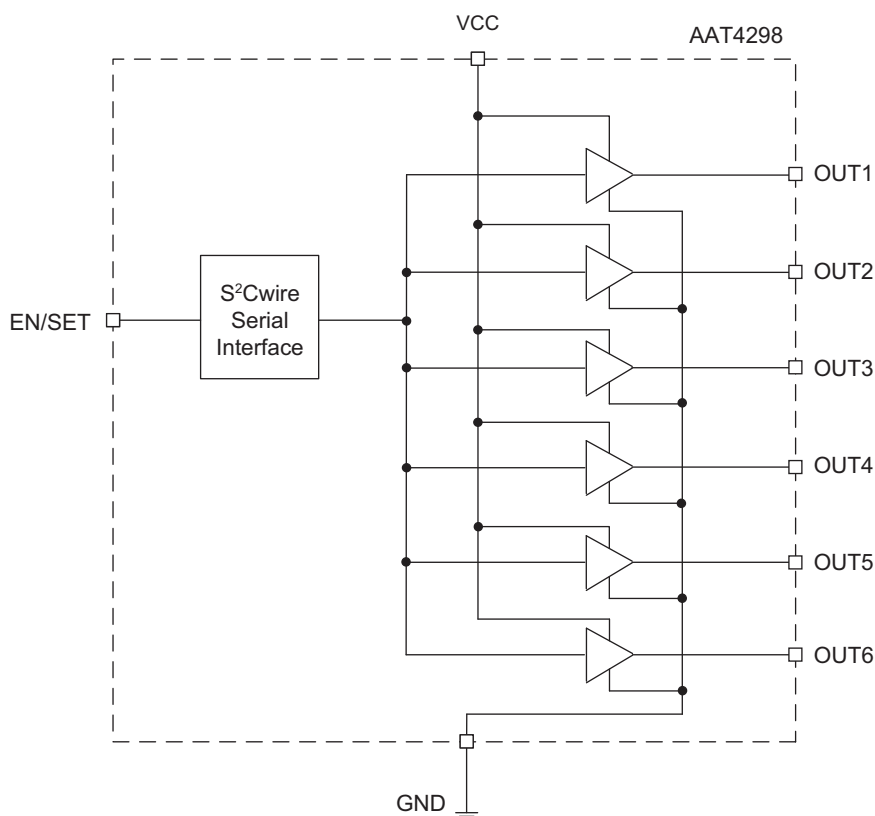 VCC
AAT4298
OUT1
OUT2
EN/SET
S²Cwire
Serial
Interface
OUT3
OUT4
OUT5
OUT6
GND